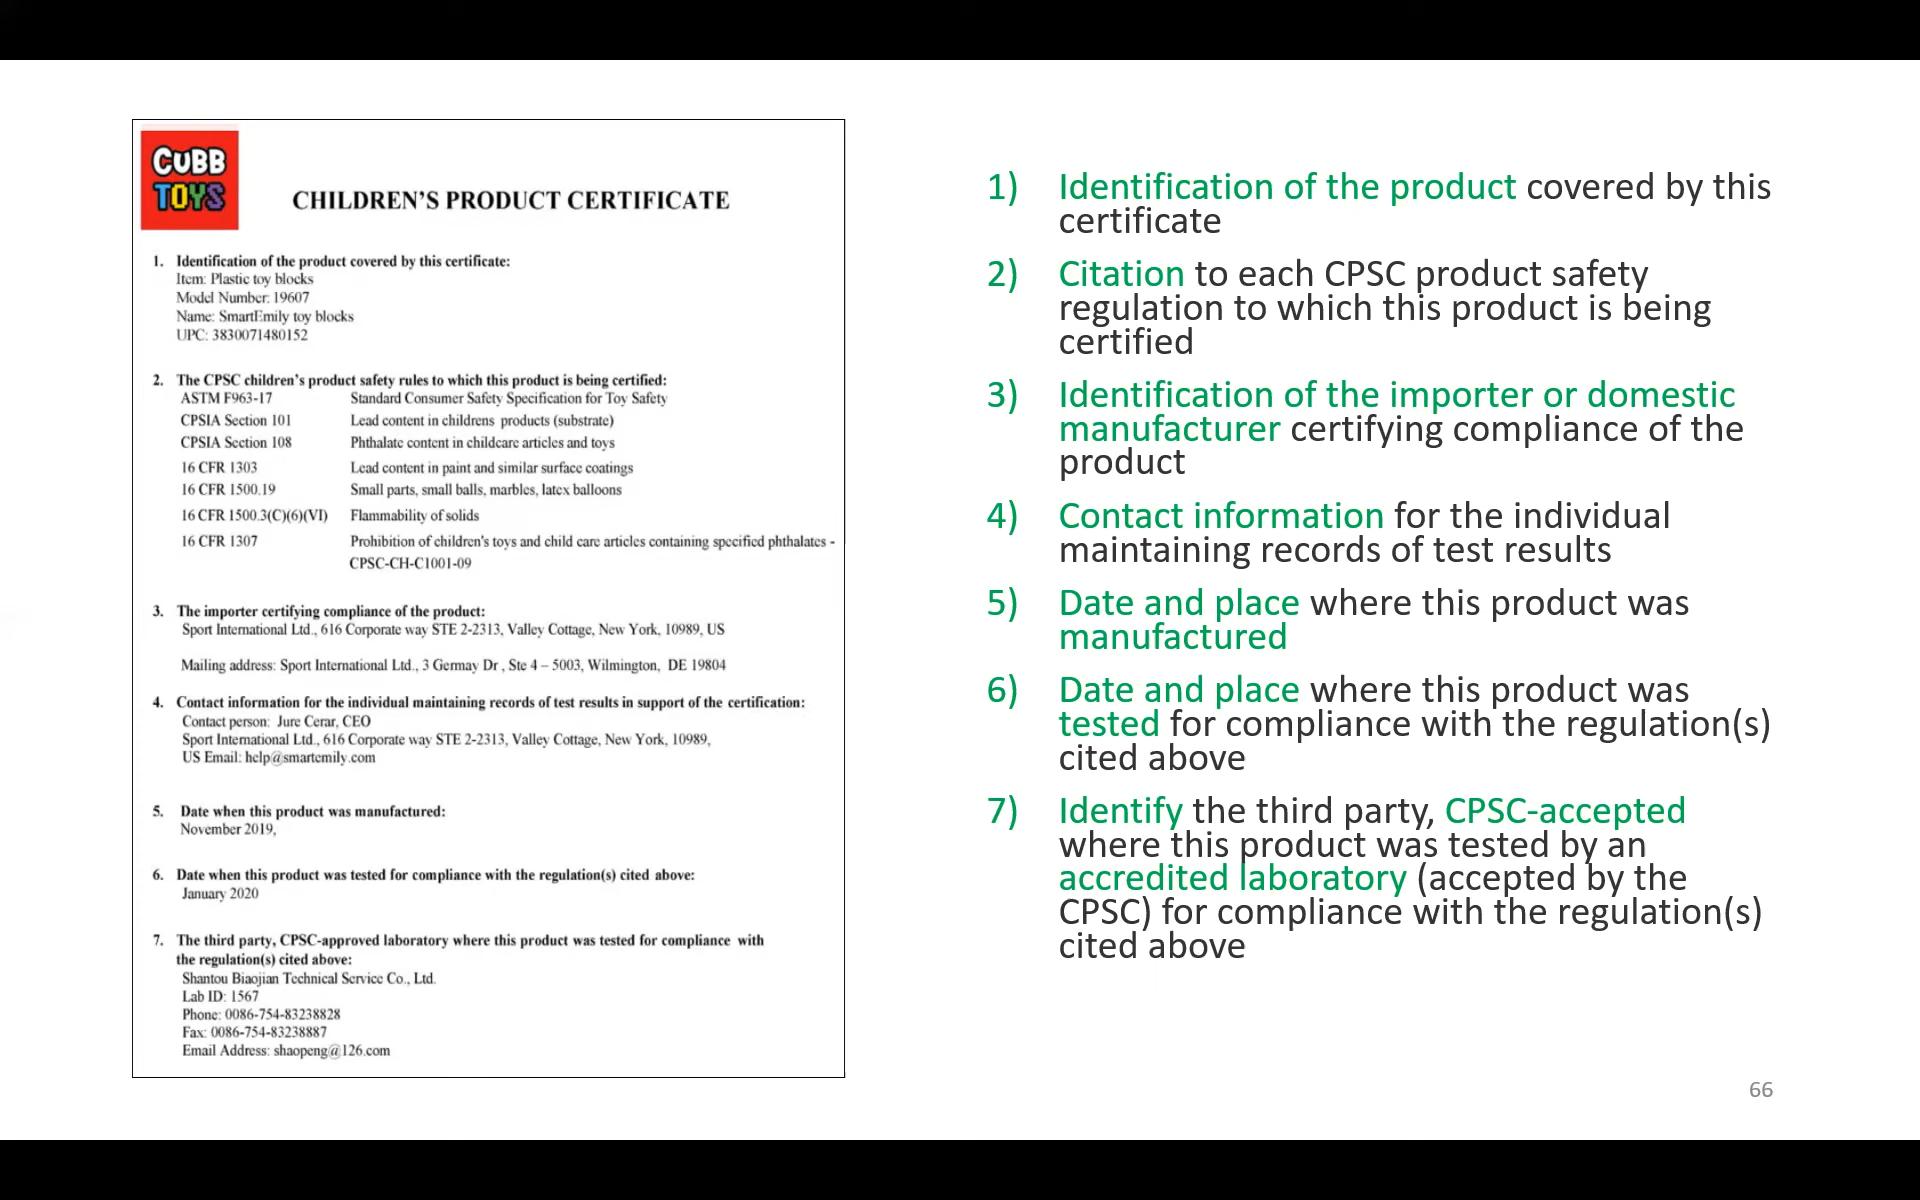 CUBB
TOYS
CHILDREN'S PRODUCT CERTIFICATE
1. Identification of the product covered by this certificate:
Item: Plastic toy blocks
Model Number: 19607
Name: SmartEmily toy blocks
UPC: 3830071480152
2. The CPSC children's product safety rules to which this product is being certified:
ASTM F963-17 Standard Consumer Safety Specification for Toy Safety
CPSIA Section 101 Lead content in childrens products (substrate)
CPSIA Section 108 Phthalate content in childcare articles and toys
16 CFR 1303 Lead content in paint and similar surface coatings
16 CFR 1500.19 Small parts, small balls, marbles, latex balloons
16 CFR 1500.3(C)(6)(VI) Flammability of solids
16 CFR 1307 Prohibition of children's toys and child care articles containing specified phthalates -
CPSC-CH-C1001-09
3. The importer certifying compliance of the product:
Sport International Ltd., 616 Corporate way STE 2-2313, Valley Cottage, New York, 10989, US
Mailing address: Sport International Ltd., 3 Germay Dr , Ste 4 – 5003, Wilmington, DE 19804
4. Contact information for the individual maintaining records of test results in support of the certification:
Contact person: Jure Cerar, CEO
Sport International Ltd., 616 Corporate way STE 2-2313, Valley Cottage, New York, 10989,
US Email: help@smartemily.com
5. Date when this product was manufactured:
November 2019,
6. Date when this product was tested for compliance with the regulation(s) cited above:
January 2020
7. The third party, CPSC-approved laboratory where this product was tested for compliance with
the regulation(s) cited above:
Shantou Biaojian Technical Service Co., Ltd.
Lab ID: 1567
Phone: 0086-754-83238828
Fax: 0086-754-83238887
Email Address: shaopeng@126.com
1) Identification of the product covered by this
certificate
2) Citation to each CPSC product safety
regulation to which this product is being
certified
3) Identification of the importer or domestic
manufacturer certifying compliance of the
product
4) Contact information for the individual
maintaining records of test results
5) Date and place where this product was
manufactured
6) Date and place where this product was
tested for compliance with the regulation(s)
cited above
7) Identify the third party, CPSC-accepted
where this product was tested by an
accredited laboratory (accepted by the
CPSC) for compliance with the regulation(s)
cited above
66